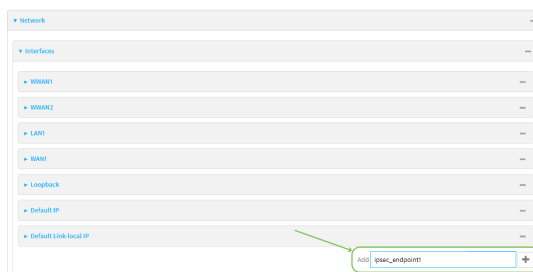 Network
Interfaces
WWAN1
WWAN2
LAN1
WAN1
Loopback
Default IP
Default Link-local IP
Add ipsec_endpoint1